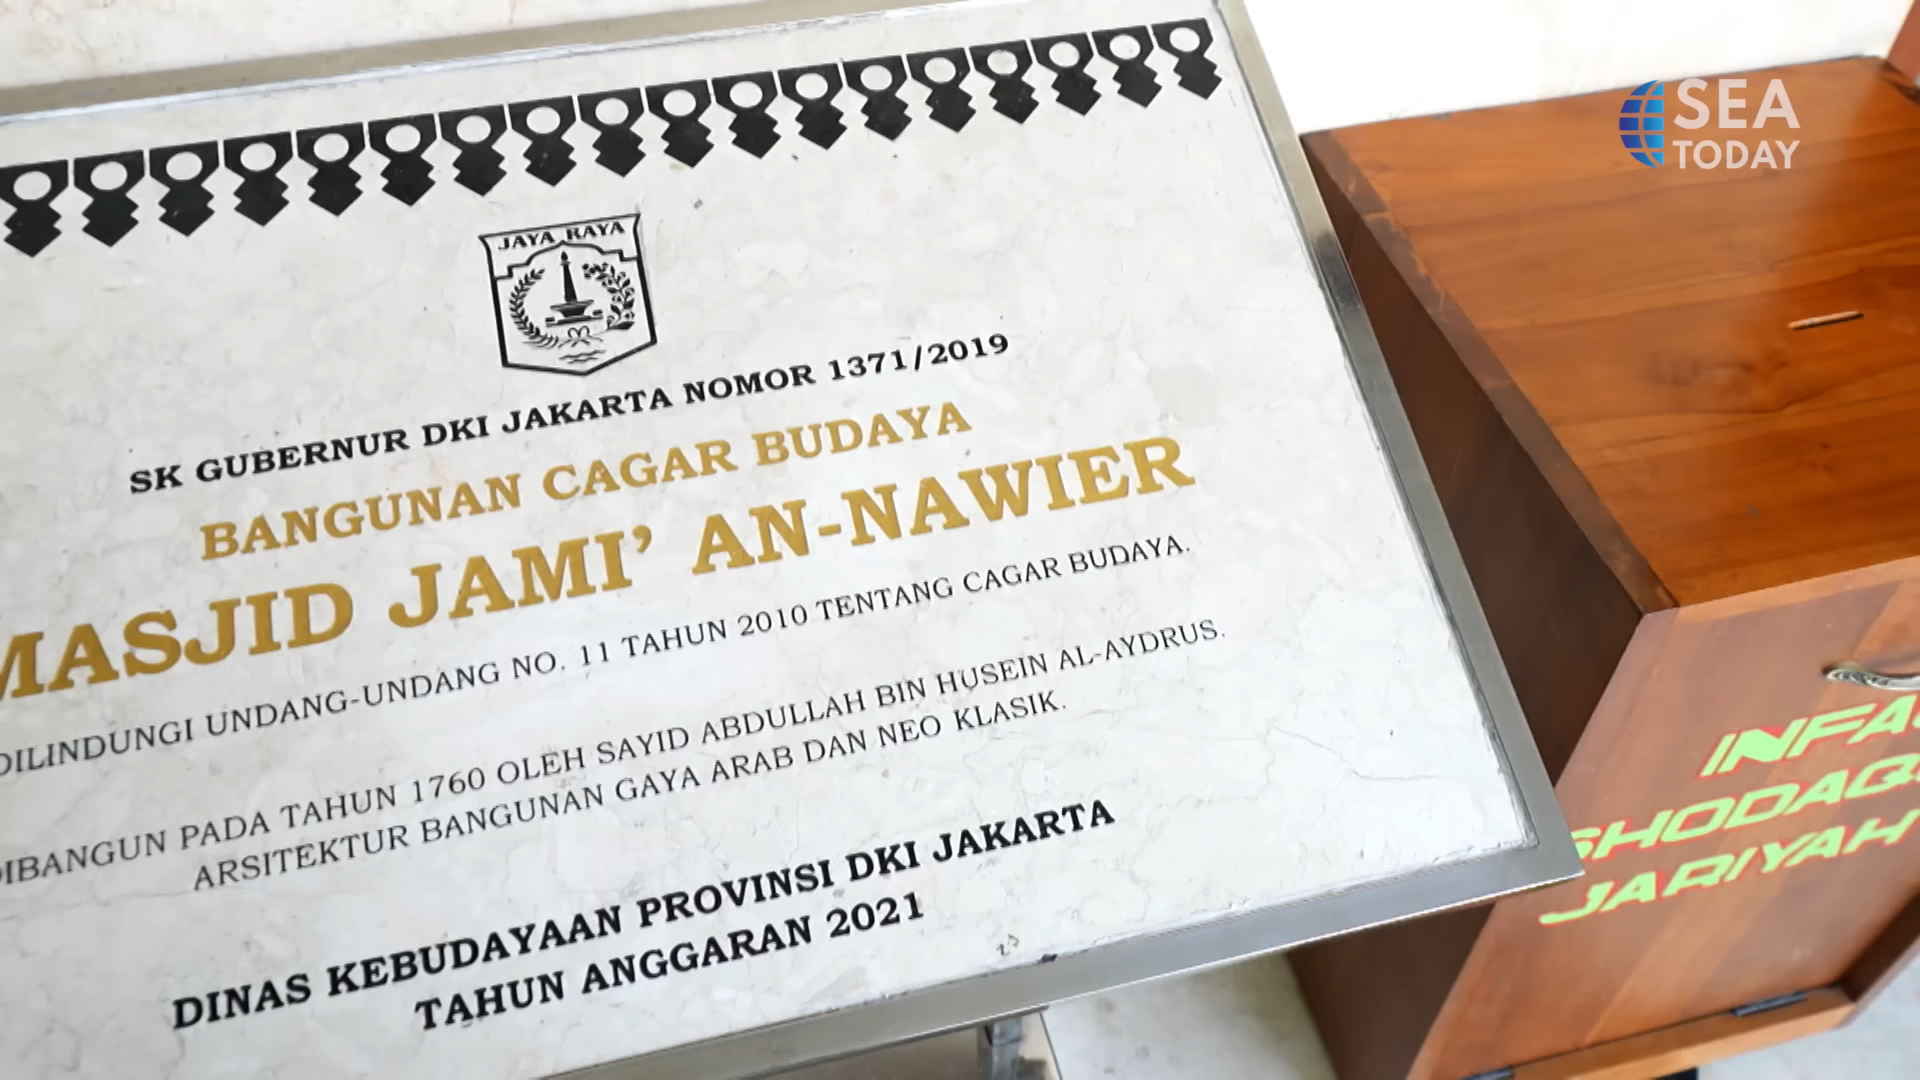 JAYA RAYA
SK GUBERNUR DKI JAKARTA NOMOR 1371/2019
BANGUNAN CAGAR BUDAYA
MASJID JAMI’ AN-NAWIER
DILINDUNGI UNDANG-UNDANG NO. 11 TAHUN 2010 TENTANG CAGAR BUDAYA.
DIBANGUN PADA TAHUN 1760 OLEH SAYID ABDULLAH BIN HUSEIN AL-AYDRUS.
ARSITEKTUR BANGUNAN GAYA ARAB DAN NEO KLASIK.
DINAS KEBUDAYAAN PROVINSI DKI JAKARTA
TAHUN ANGGARAN 2021
SEA
TODAY
JARIYAH